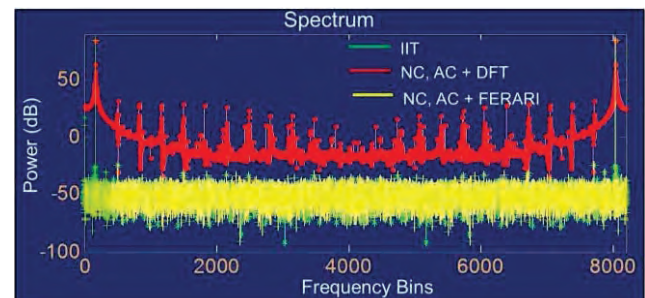 Spectrum
IIT
NC, AC + DFT
NC, AC + FERARI
Power (dB)
50
0
-50
-100
0
2000
4000
6000
8000
Frequency Bins